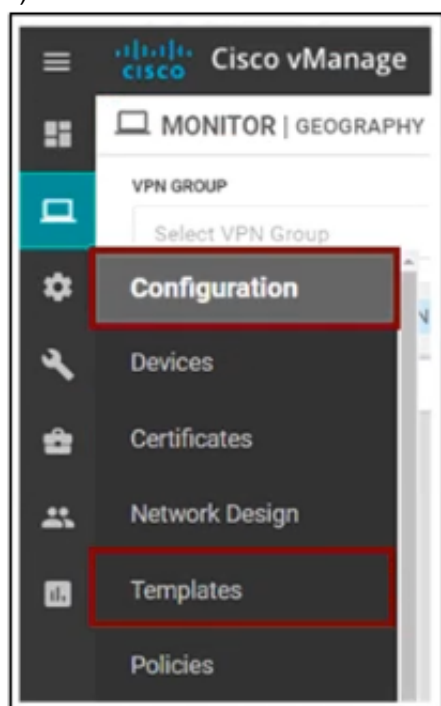 cisco Cisco vManage
MONITOR | GEOGRAPHY
VPN GROUP
Select VPN Group
Configuration
N
Devices
Certificates
Network Design
Templates
Policies